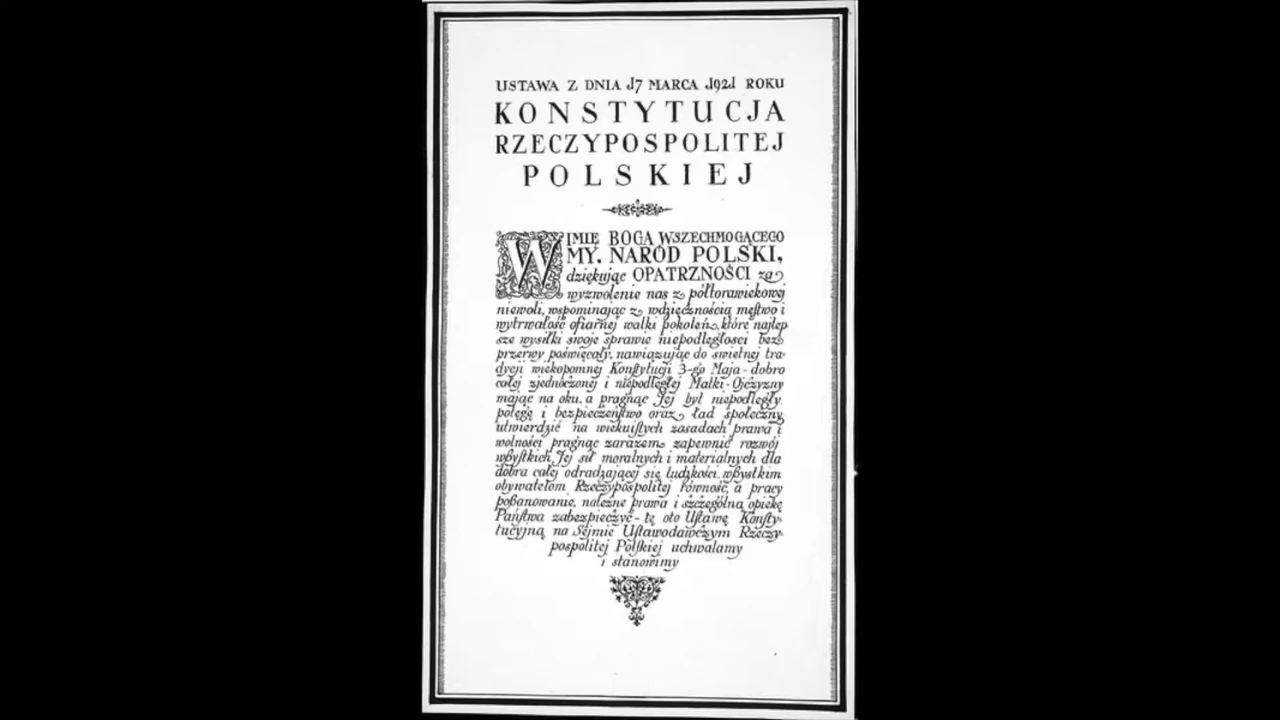 USTAWA Z DNIA 17 MARCA 1921 ROKU
KONSTYTUCJA
RZECZYPOSPOLITEJ
POLSKIEJ
W IMIĘ BOGA WSZECHMOGĄCEGO
MY, NARÓD POLSKI,
dziękując OPATRZNOŚCI za
wyzwolenie nas z półtorawiekowej
niewoli, wspominając z wdzięcznością męstwo i
wytrwałość ofiarnej walki pokoleń, które najlep
sze wysiłki swoje sprawie niepodległości bez
przerwy poświęcały, nawiązując do świetnej tra-
dycji wiekopomnej Konstytucji 3-go Maja - dobro
całej zjednoczonej i niepodległej Matki-Ojczyzny
mając na oku, a pragnąc Jej byt niepodległy,
potęgę i bezpieczeństwo oraz ład społeczny
utwierdzić na wiekuistych zasadach prawa i
wolności pragnąc zarazem zapewnić rozwój
wszystkich Jej sił moralnych i materialnych dla
dobra całej odradzającej się ludzkości, wszystkim
obywatelom Rzeczypospolitej równość, a pracy
poszanowanie, należne prawa i szczególną opiekę
Państwa zabezpieczyć - tę oto Ustawę Konsty-
tucyjną na Sejmie Ustawodawczym Rzeczy-
pospolitej Polskiej uchwalamy
i stanowimy